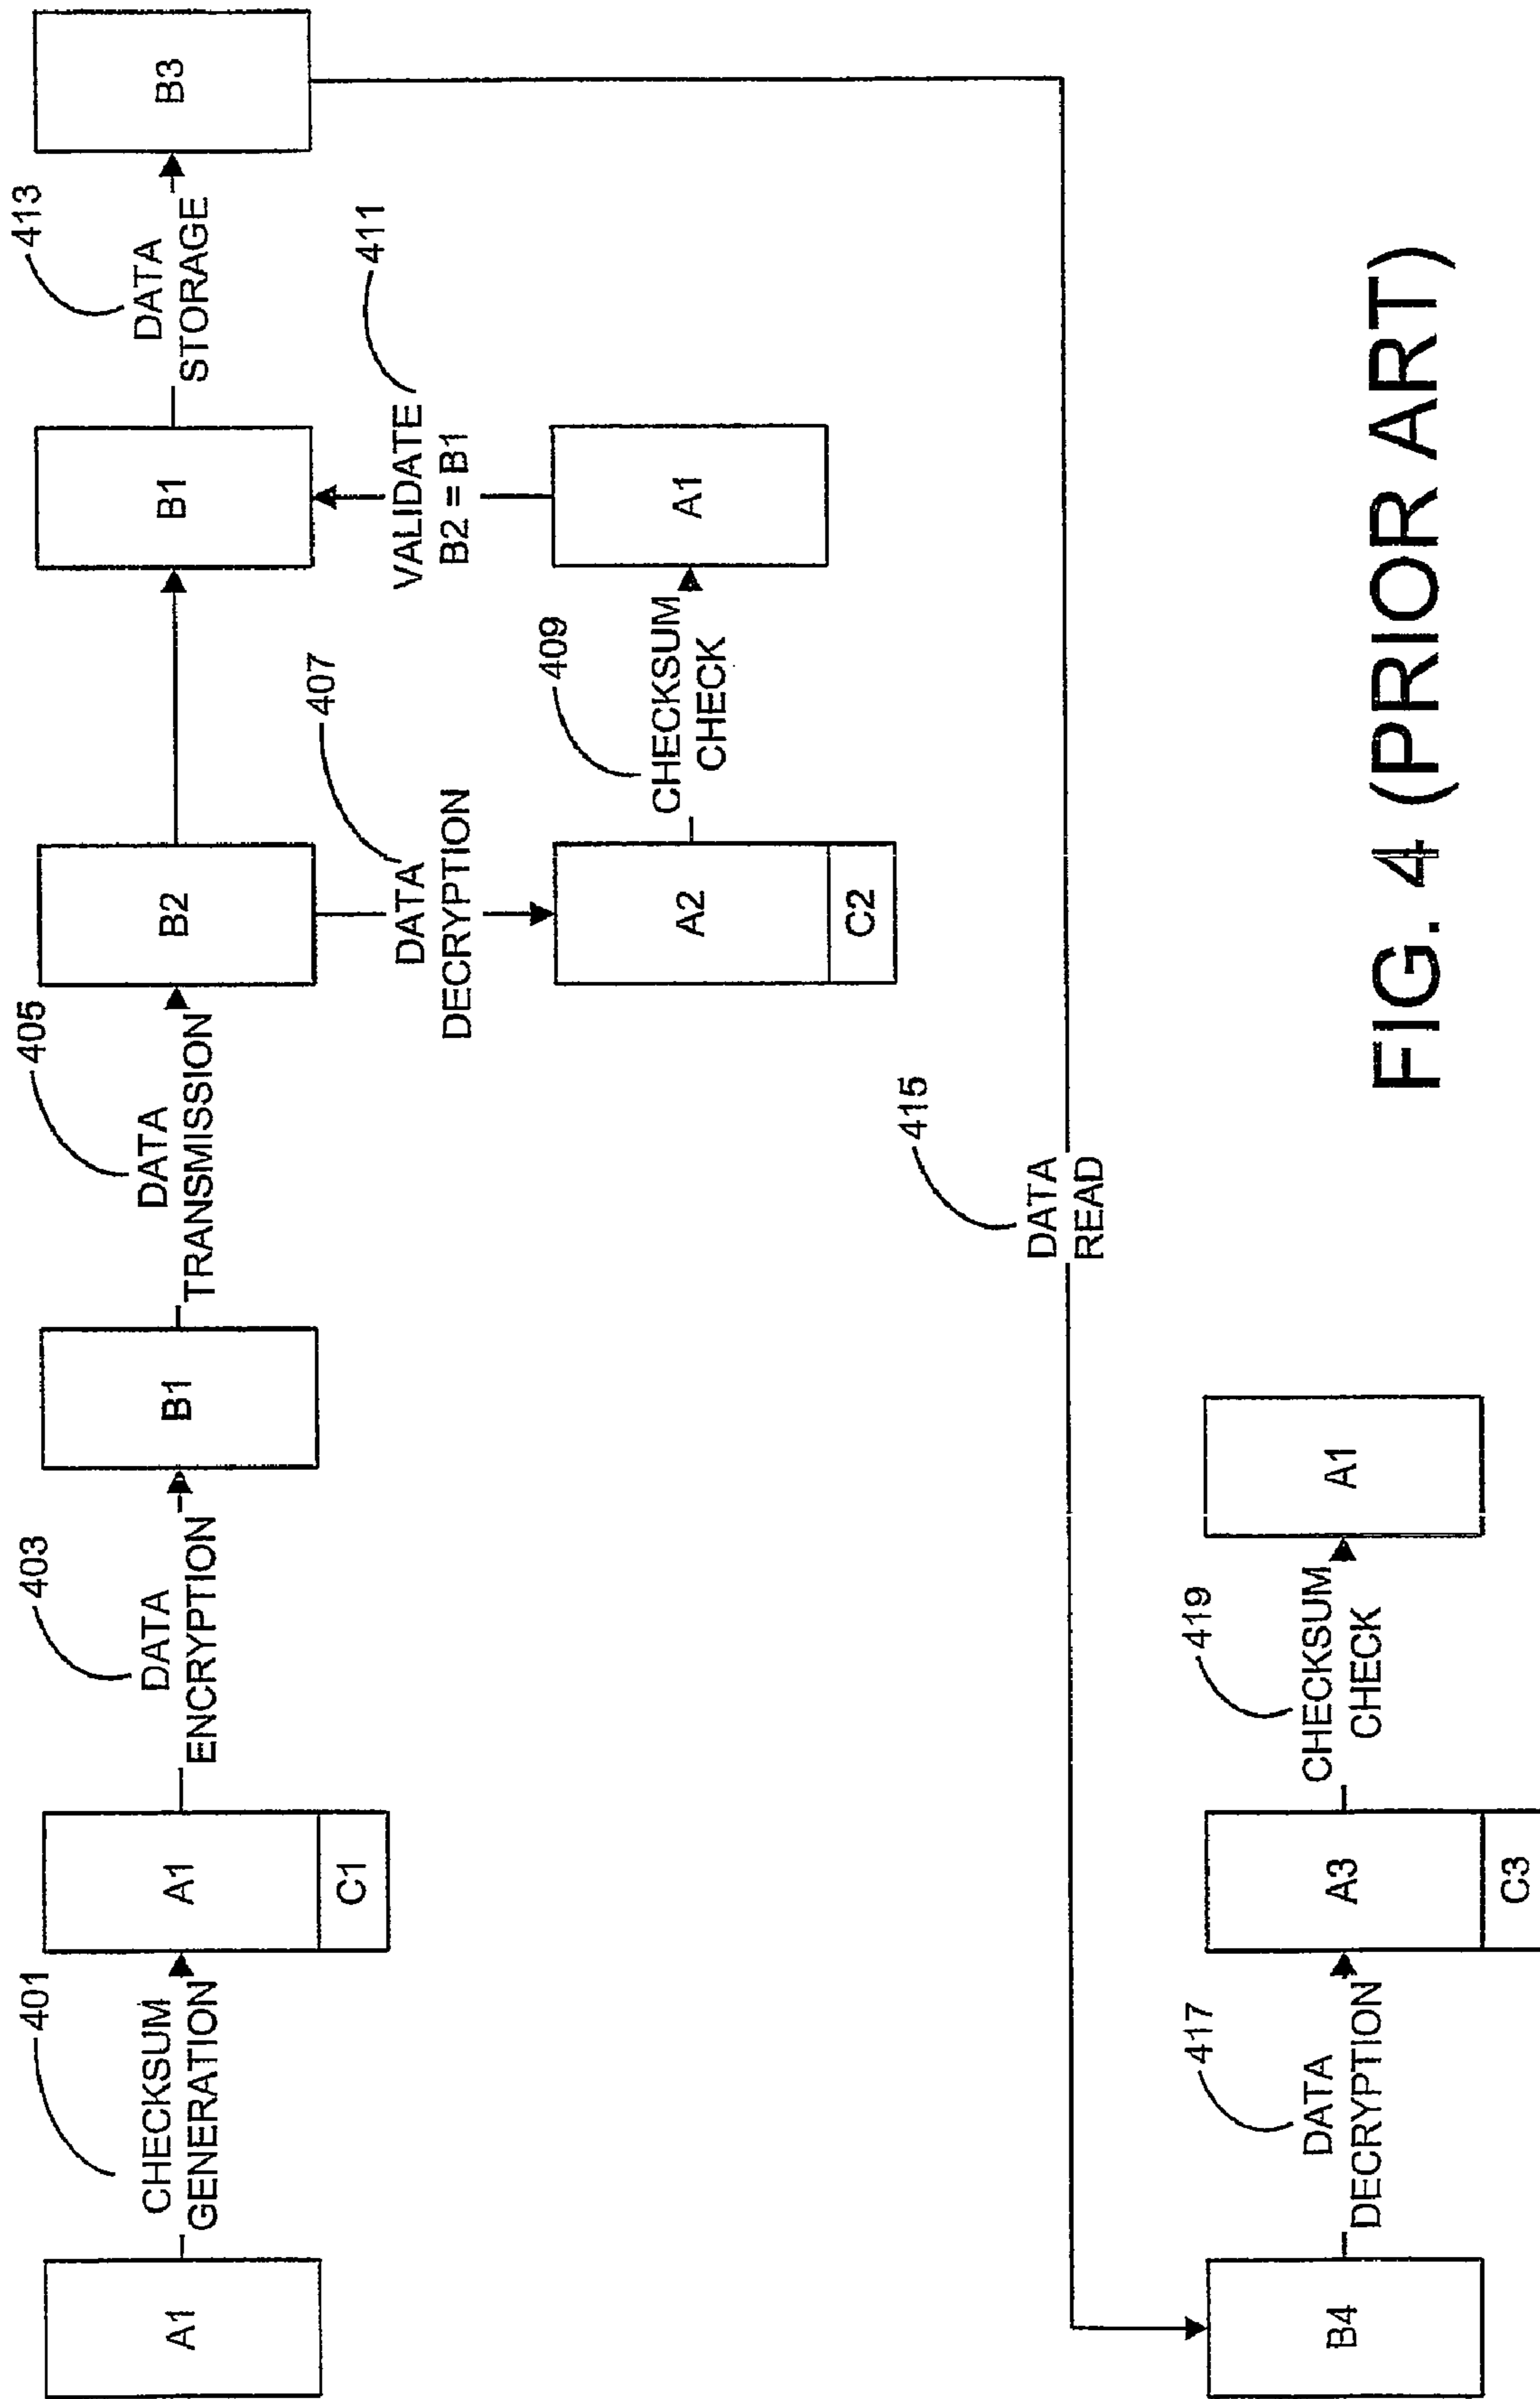 401
403
405
413
A1
CHECKSUM
GENERATION
A1
C1
DATA
ENCRYPTION
B1
DATA
TRANSMISSION
B2
B1
DATA
STORAGE
B3
407
DATA
DECRYPTION
411
VALIDATE
B2 = B1
A2
C2
409
CHECKSUM
CHECK
A1
415
DATA
READ
417
419
B4
DATA
DECRYPTION
A3
C3
CHECKSUM
CHECK
A1
FIG. 4 (PRIOR ART)